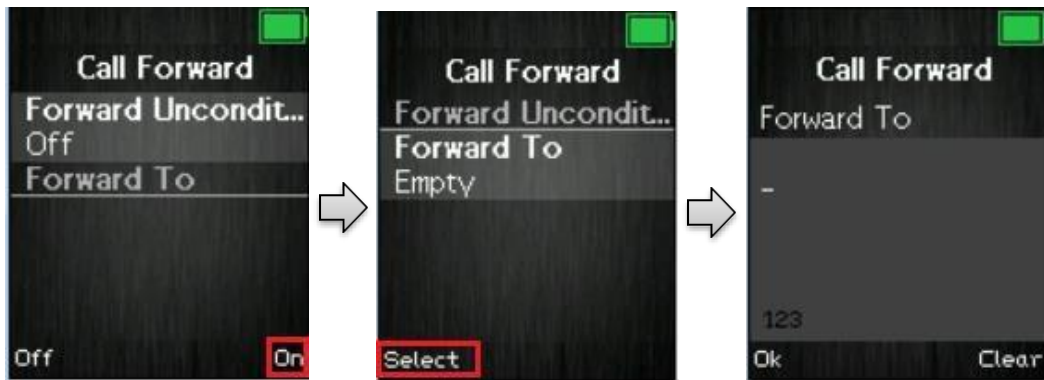 Call Forward
Forward Uncondit...
Off
Forward To
Off On
Call Forward
Forward Uncondit...
Forward To
Empty
Select
Call Forward
Forward To
_
123
Ok Clear